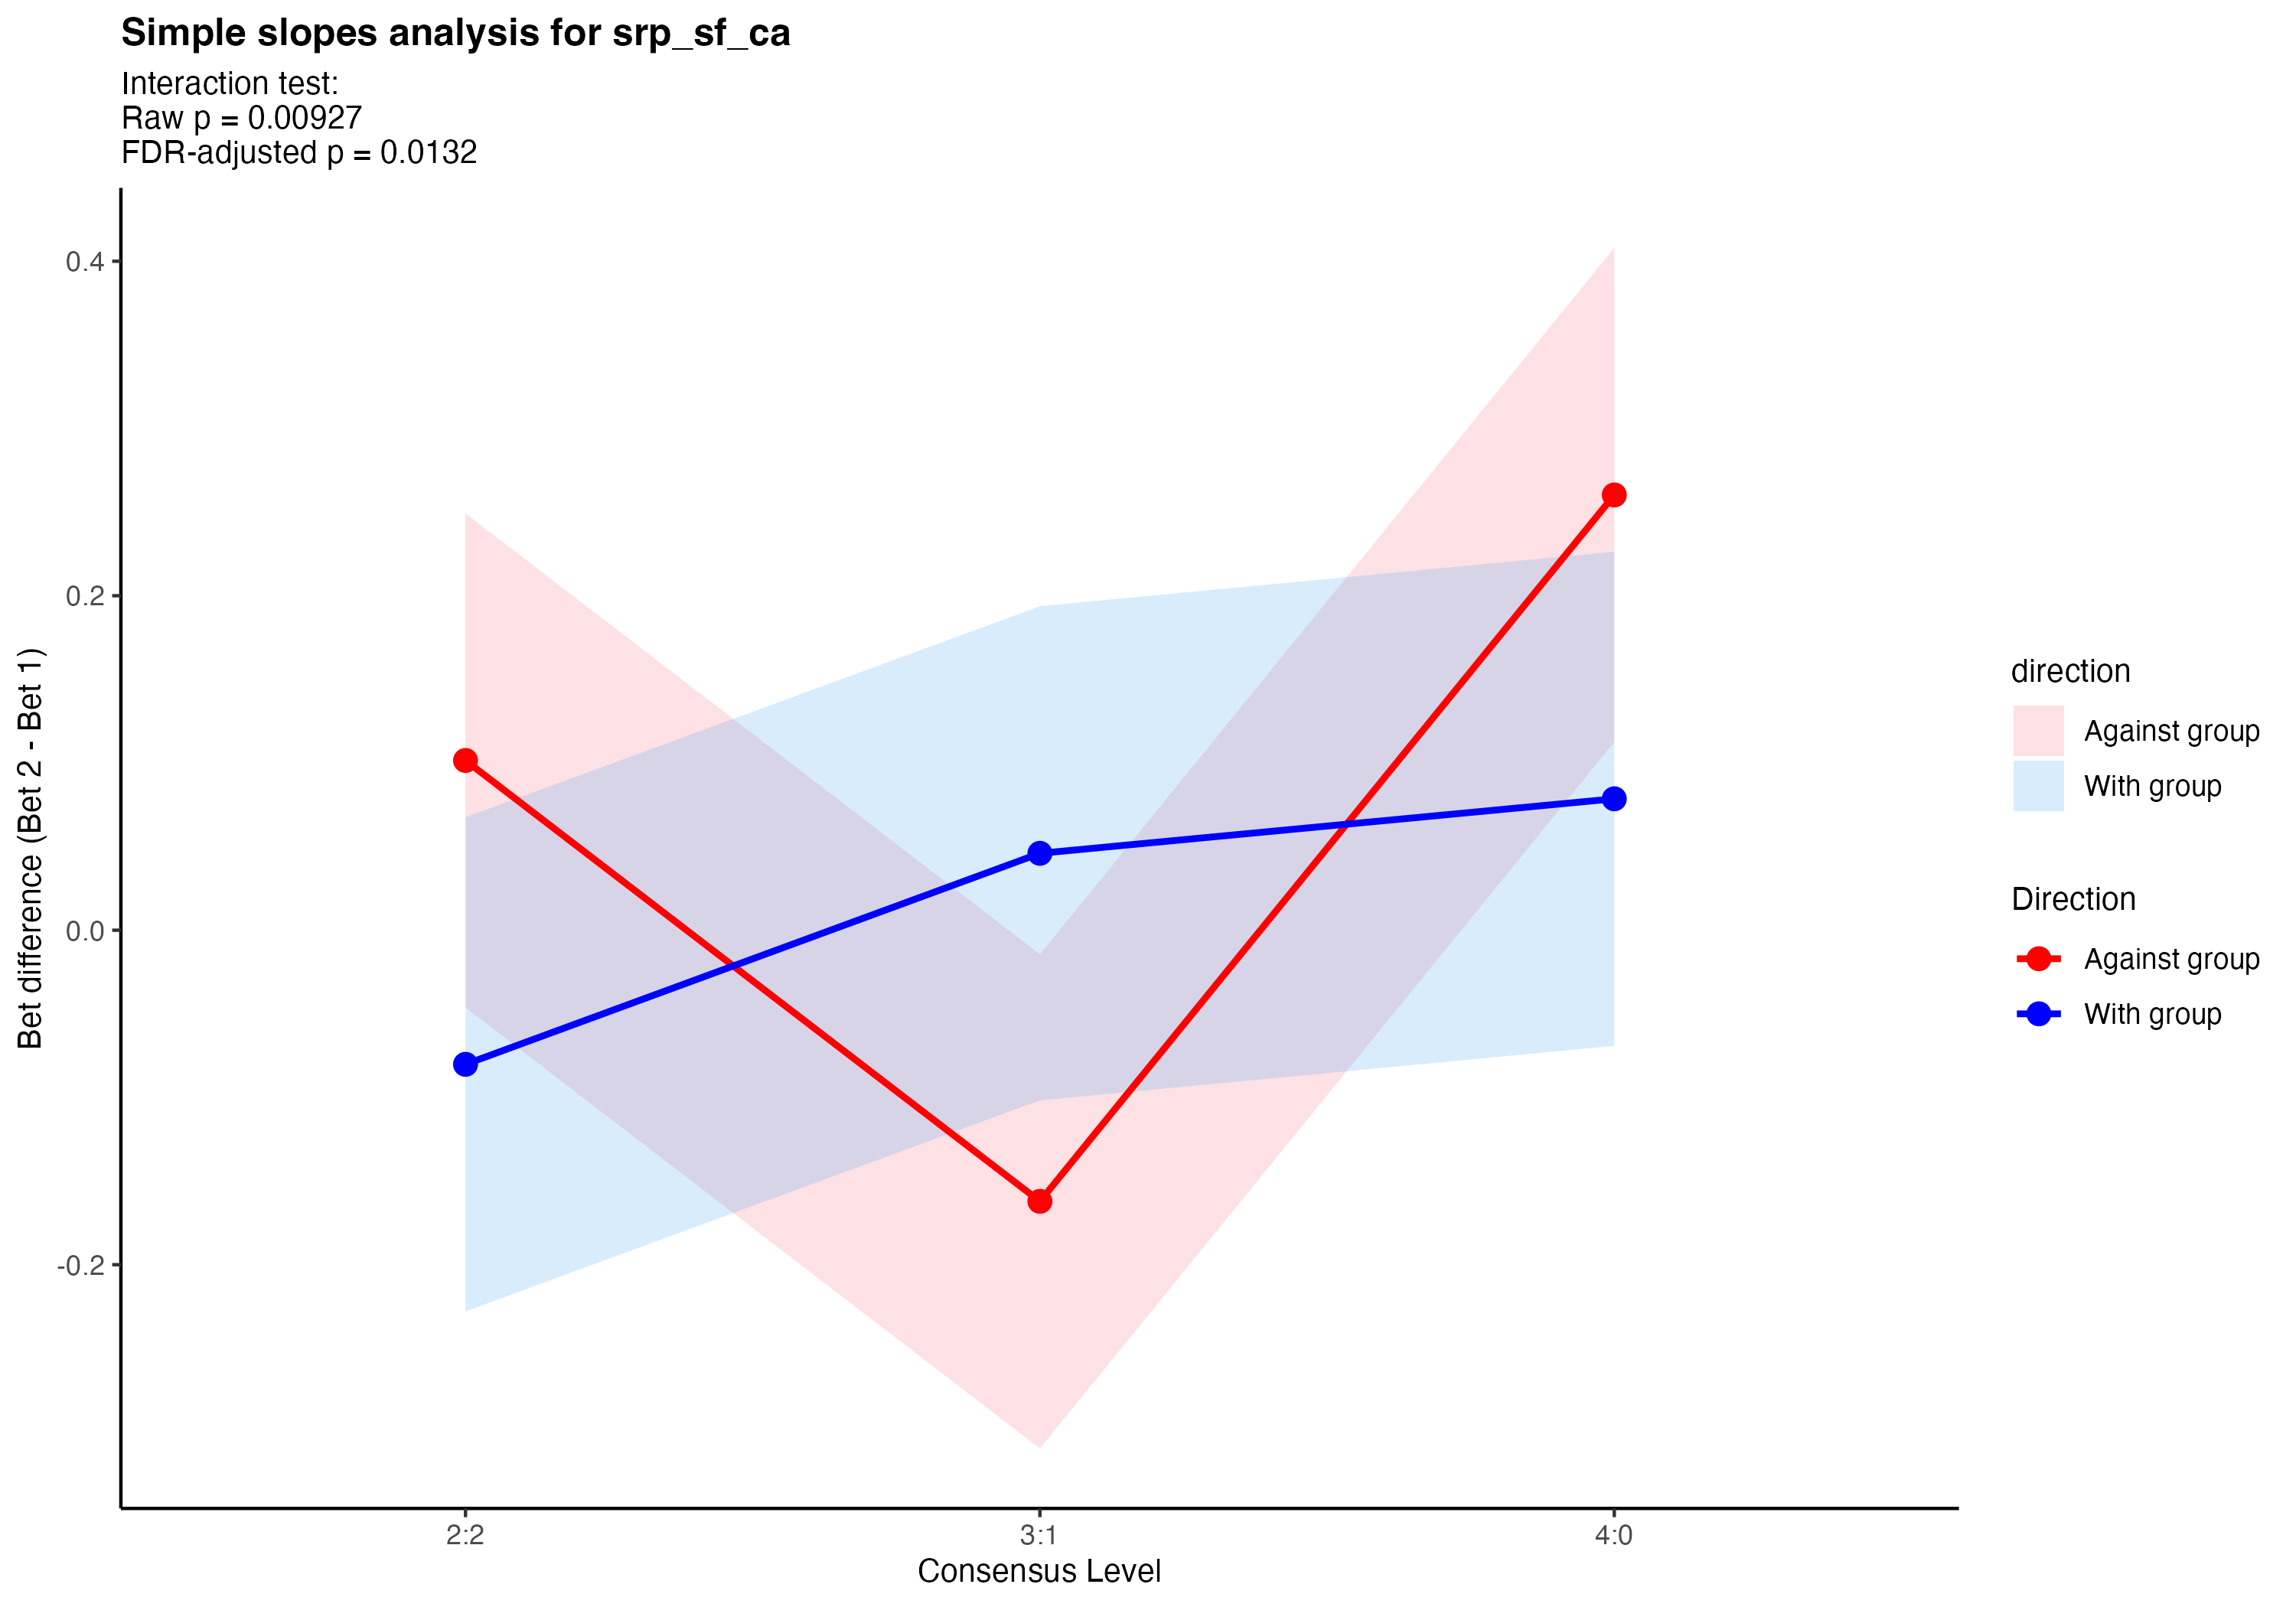 Simple slopes analysis for srp_sf_ca
Interaction test:
Raw p = 0.00927
FDR-adjusted p = 0.0132
Bet difference (Bet 2 - Bet 1)
0.4
0.2
0.0
-0.2
2:2
3:1
4:0
Consensus Level
direction
Against group
With group
Direction
Against group
With group